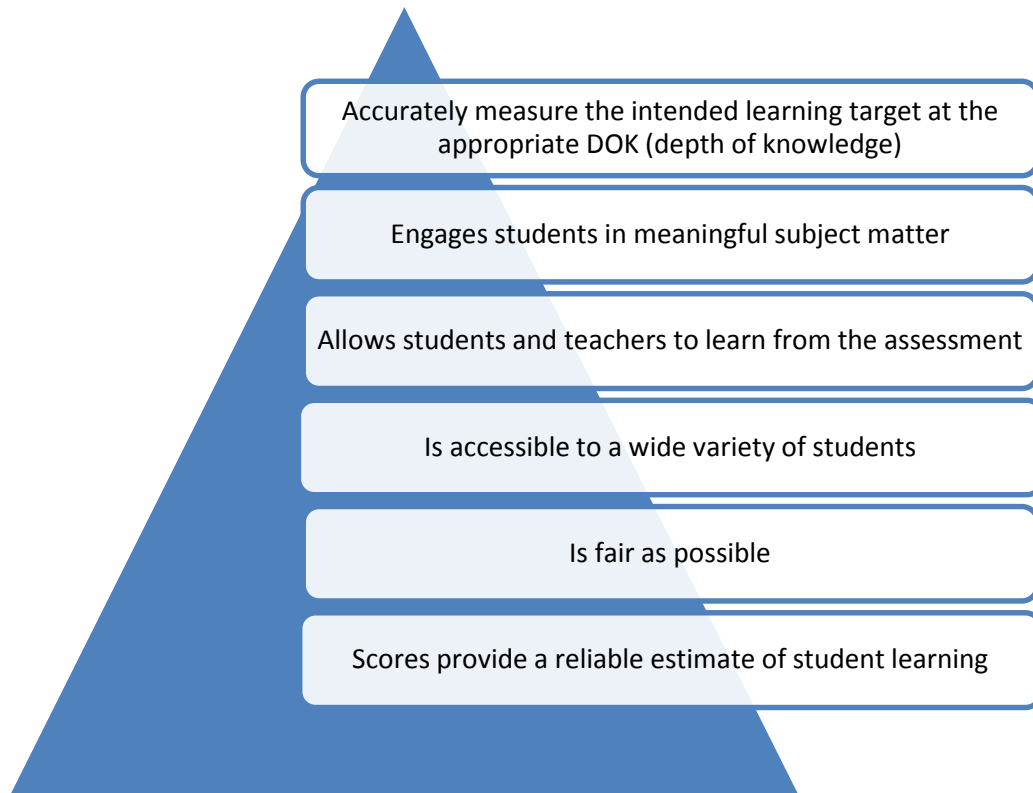 Accurately measure the intended learning target at the
appropriate DOK (depth of knowledge)
Engages students in meaningful subject matter
Allows students and teachers to learn from the assessment
Is accessible to a wide variety of students
Is fair as possible
Scores provide a reliable estimate of student learning